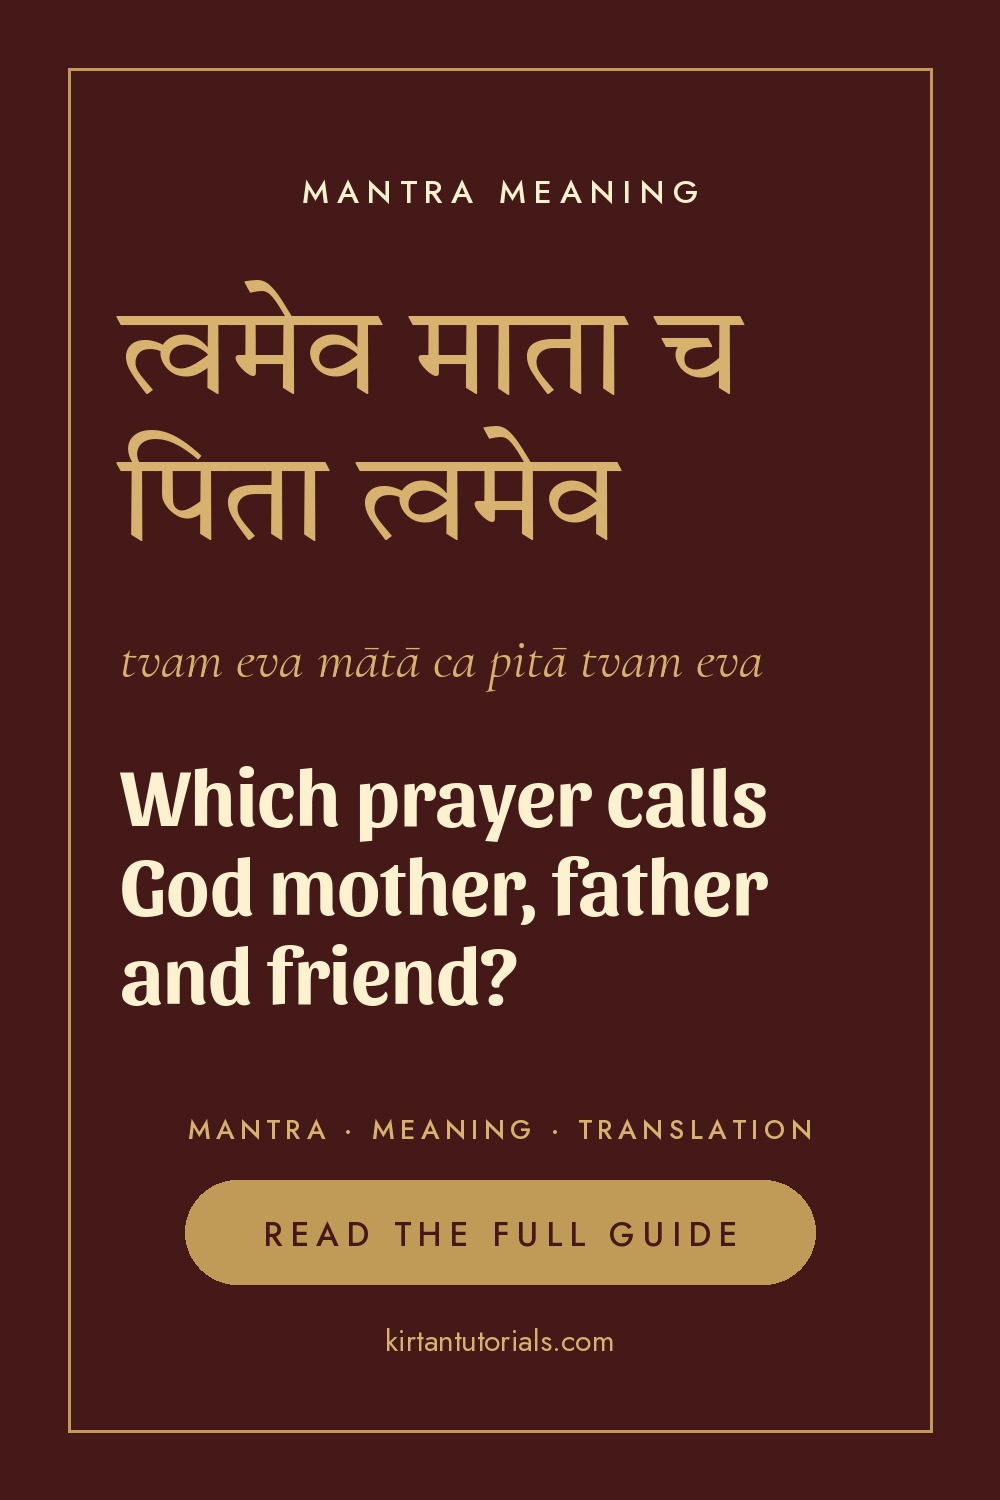 MANTRA MEANING
त्वमेव माता च
पिता त्वमेव
tvam eva mātā ca pitā tvam eva
Which prayer calls
God mother, father
and friend?
MANTRA · MEANING · TRANSLATION
READ THE FULL GUIDE
kirtantutorials.com